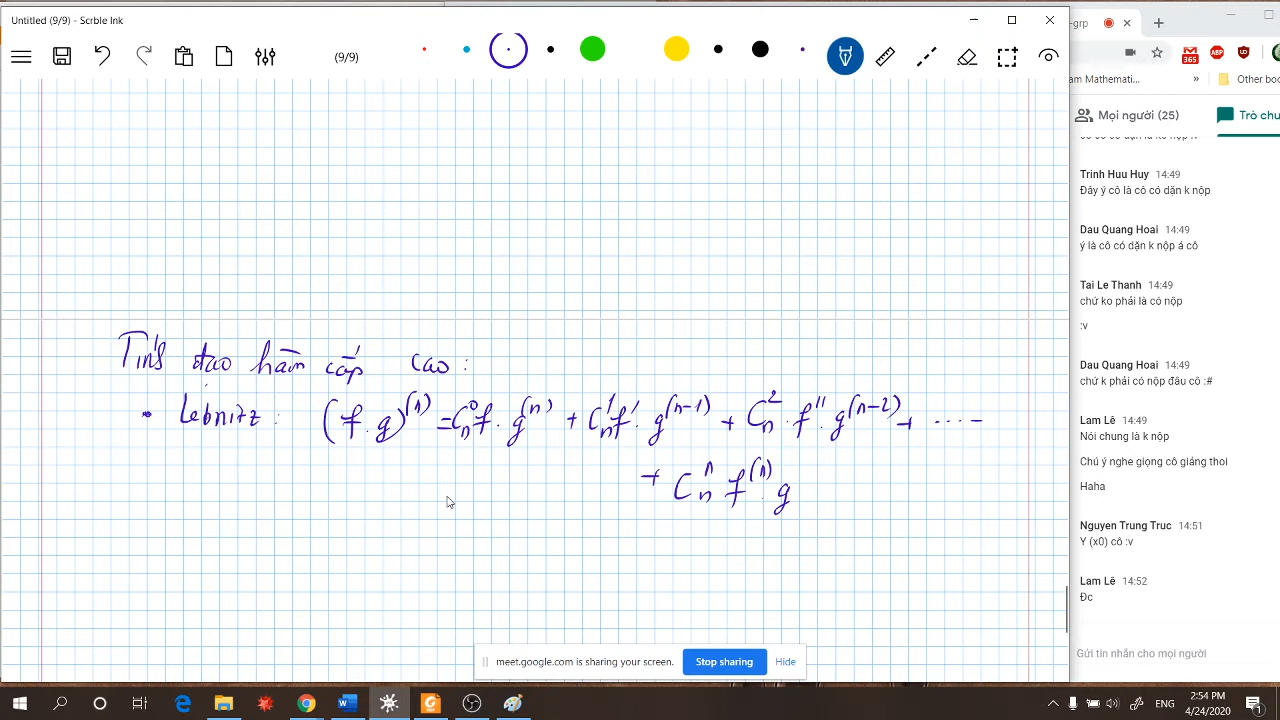 Untitled (9/9) - Scrble Ink
(9/9)
-grp
am Mathemati...
»
Other boo
Mọi người (25)
Trò chu
Trinh Huu Huy 14:49
Đây ý cô là cô có dặn k nộp
Dau Quang Hoai 14:49
ý là cô có dặn k nộp á cô
Tai Le Thanh 14:49
chứ ko phải là có nộp
:v
Dau Quang Hoai 14:49
chứ k phải có nộp đâu cô :#
Lam Lê 14:49
Nói chung là k nộp
Chú ý nghe giọng cô giảng thoi
Haha
Nguyen Trung Truc 14:51
Y (x0) cô :v
Lam Lê 14:52
Đc
Gửi tin nhắn cho mọi người
Tính đạo hàm cấp cao :
• Lebnitz : (f.g)^(n) = C_n^0 f . g^(n) + C_n^1 f' . g^(n-1) + C_n^2 . f'' . g^(n-2) + .....
+ C_n^n f^(n) . g
meet.google.com is sharing your screen.
Stop sharing
Hide
ENG
2:54 PM
4/24/2020